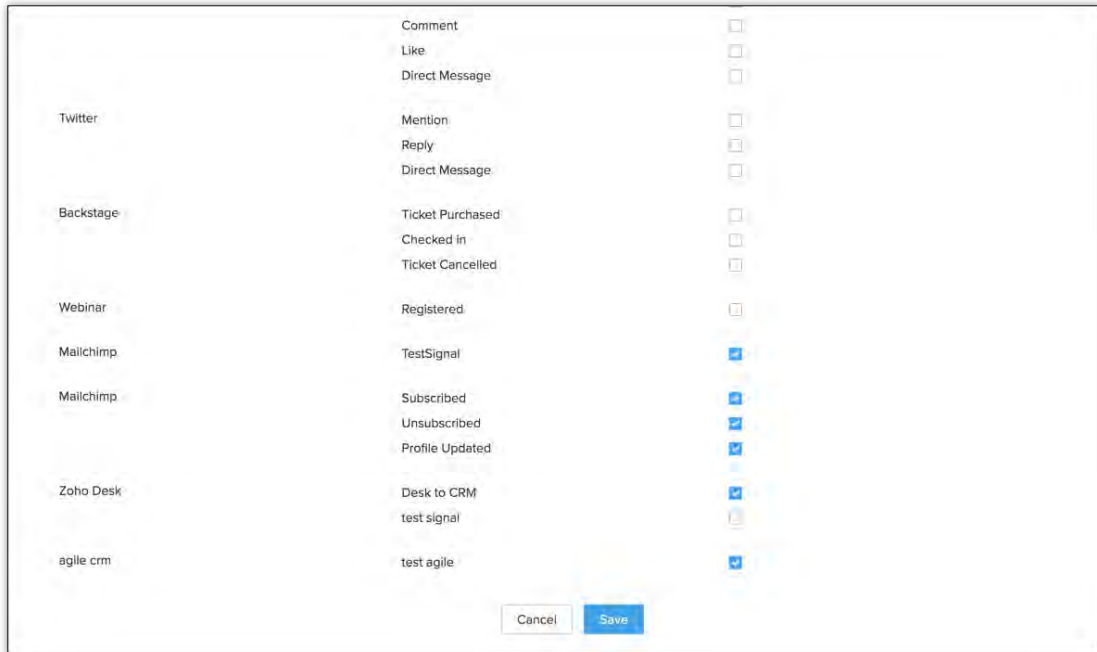 Comment
Like
Direct Message
Twitter Mention
Reply
Direct Message
Backstage Ticket Purchased
Checked in
Ticket Cancelled
Webinar Registered
Mailchimp TestSignal
Mailchimp Subscribed
Unsubscribed
Profile Updated
Zoho Desk Desk to CRM
test signal
agile crm test agile
Cancel Save